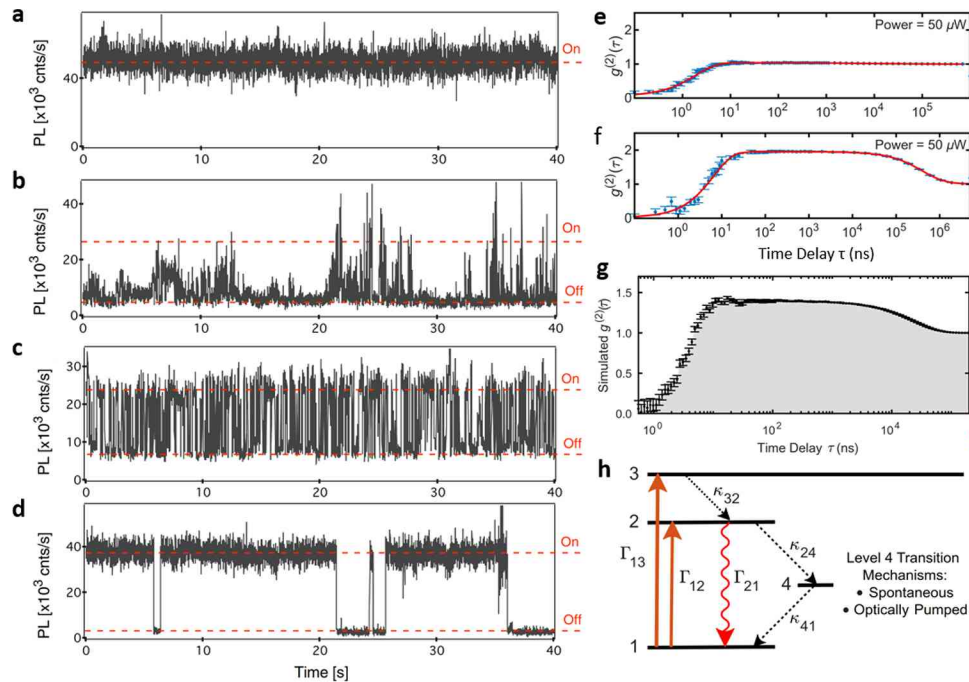 a
PL [x10³ cnts/s]
40
0
On
0 10 20 30 40
b
PL [x10³ cnts/s]
40
20
0
On
Off
0 10 20 30 40
c
PL [x10³ cnts/s]
30
20
10
0
On
Off
0 10 20 30 40
d
PL [x10³ cnts/s]
40
20
0
On
Off
0 10 20 30 40
Time [s]
e
g⁽²⁾(τ)
2
1
0
Power = 50 µW
10⁰ 10¹ 10² 10³ 10⁴ 10⁵
f
g⁽²⁾(τ)
2
1
0
Power = 50 µW
10⁰ 10¹ 10² 10³ 10⁴ 10⁵ 10⁶
Time Delay τ (ns)
g
Simulated g⁽²⁾(τ)
1.5
1.0
0.5
0.0
10⁰ 10² 10⁴
Time Delay τ (ns)
h
3
κ32
2
Γ13
Γ12
Γ21
κ24
4
κ41
1
Level 4 Transition
Mechanisms:
• Spontaneous
• Optically Pumped